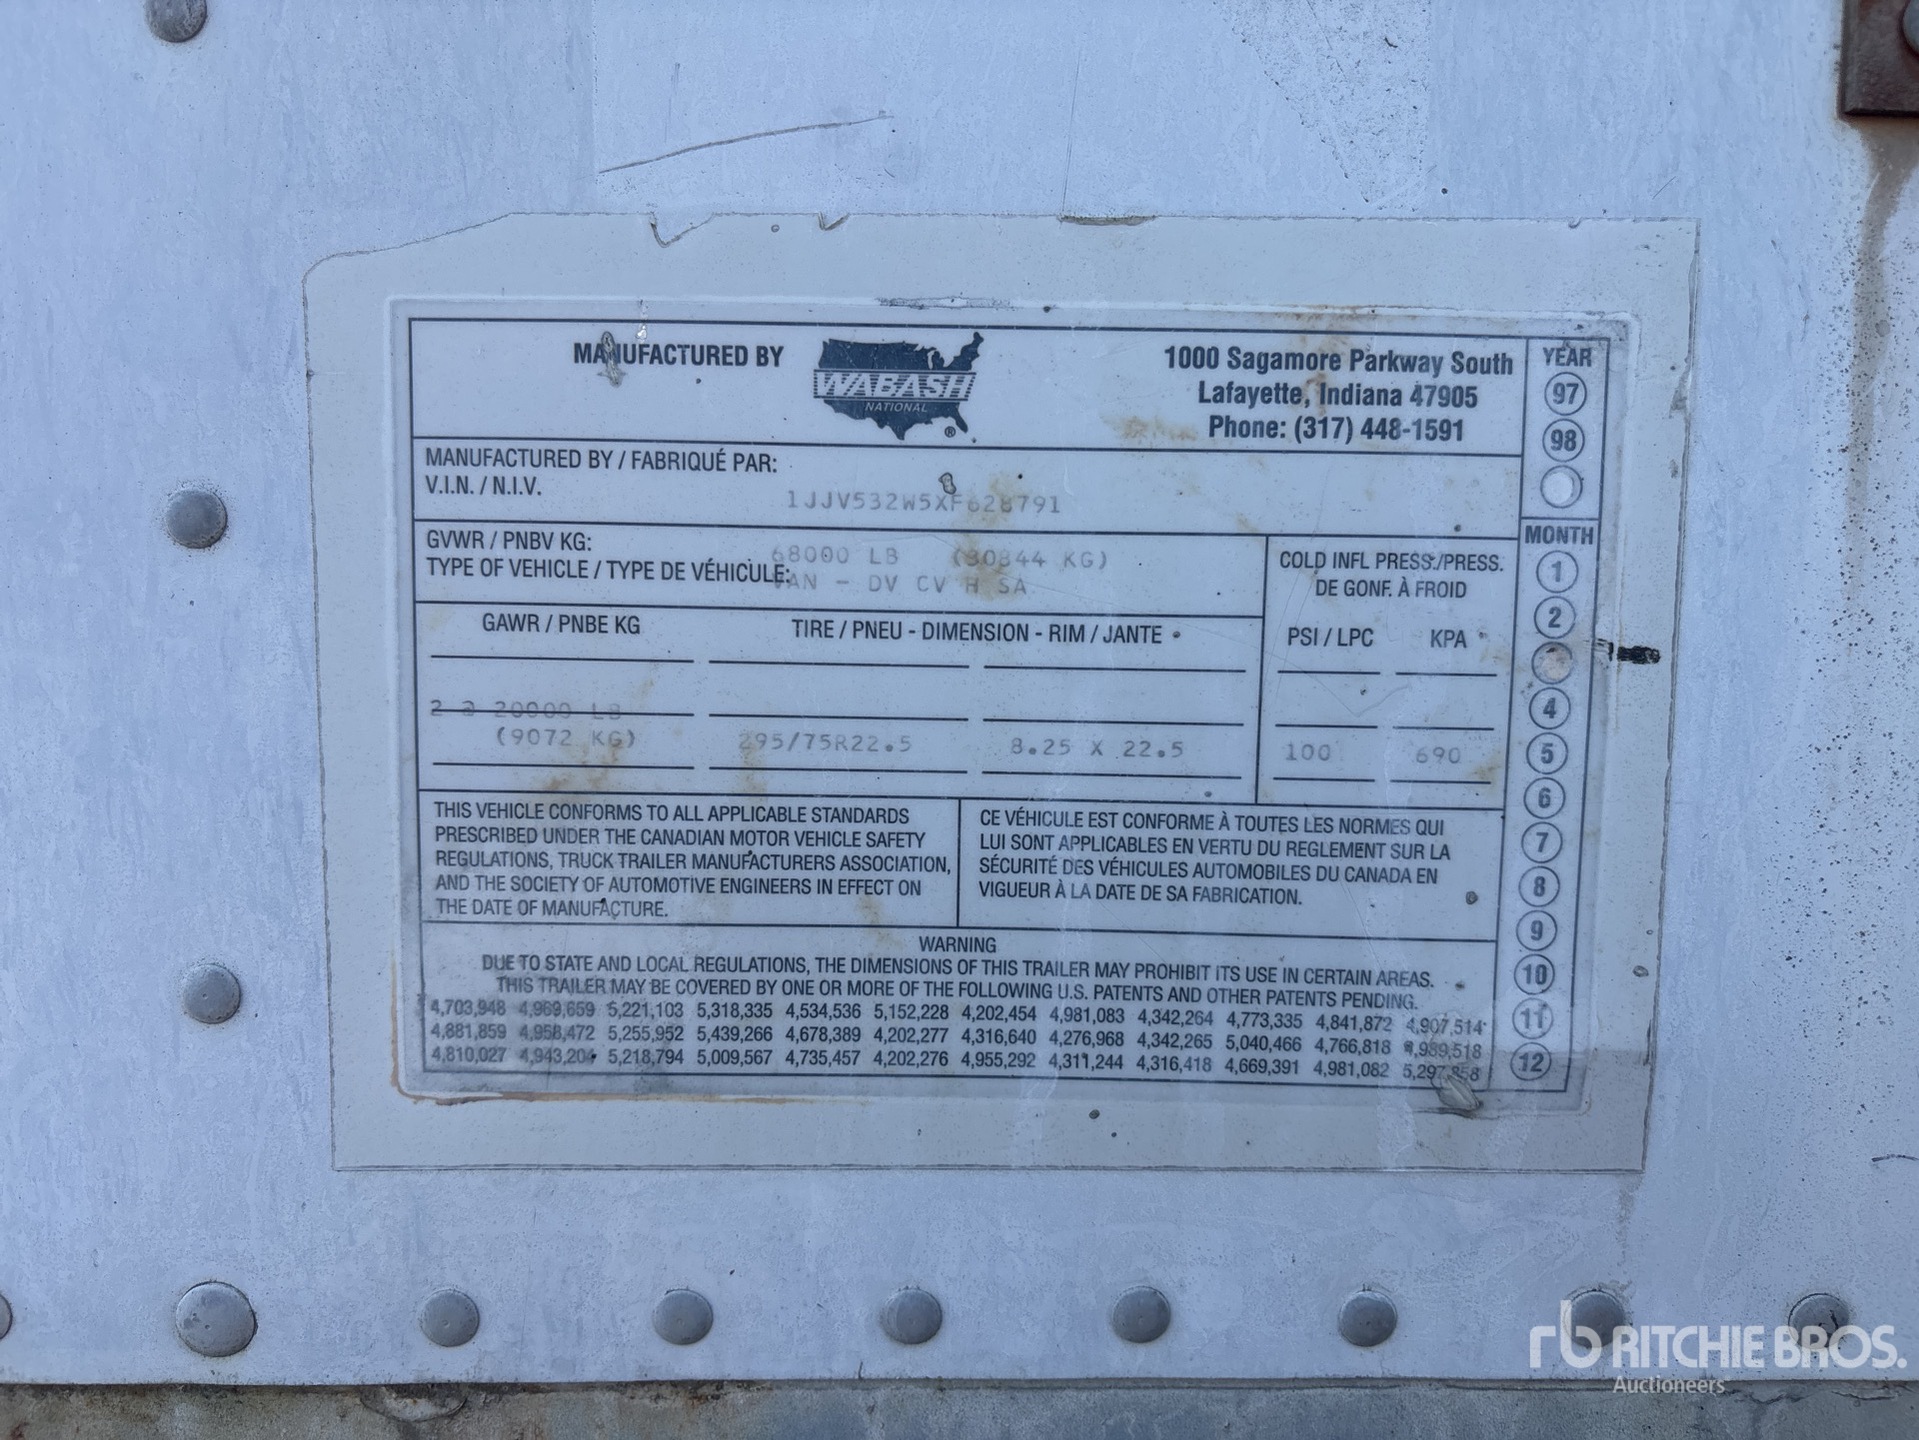 MANUFACTURED BY
WABASH
NATIONAL
®
1000 Sagamore Parkway South
Lafayette, Indiana 47905
Phone: (317) 448-1591
YEAR
97
98
MANUFACTURED BY / FABRIQUÉ PAR:
V.I.N. / N.I.V.
1JJV532W5XF628791
GVWR / PNBV KG:
68000 LB (30844 KG)
TYPE OF VEHICLE / TYPE DE VÉHICULE:
VAN - DV CV H SA
COLD INFL PRESS./PRESS.
DE GONF. À FROID
PSI / LPC KPA
GAWR / PNBE KG
TIRE / PNEU - DIMENSION - RIM / JANTE
2 @ 20000 LB
(9072 KG) 295/75R22.5 8.25 X 22.5 100 690
MONTH
1
2
4
5
6
7
8
9
10
11
12
THIS VEHICLE CONFORMS TO ALL APPLICABLE STANDARDS
PRESCRIBED UNDER THE CANADIAN MOTOR VEHICLE SAFETY
REGULATIONS, TRUCK TRAILER MANUFACTURERS ASSOCIATION,
AND THE SOCIETY OF AUTOMOTIVE ENGINEERS IN EFFECT ON
THE DATE OF MANUFACTURE.
CE VÉHICULE EST CONFORME À TOUTES LES NORMES QUI
LUI SONT APPLICABLES EN VERTU DU REGLEMENT SUR LA
SÉCURITÉ DES VÉHICULES AUTOMOBILES DU CANADA EN
VIGUEUR À LA DATE DE SA FABRICATION.
WARNING
DUE TO STATE AND LOCAL REGULATIONS, THE DIMENSIONS OF THIS TRAILER MAY PROHIBIT ITS USE IN CERTAIN AREAS.
THIS TRAILER MAY BE COVERED BY ONE OR MORE OF THE FOLLOWING U.S. PATENTS AND OTHER PATENTS PENDING.
4,703,948 4,969,659 5,221,103 5,318,335 4,534,536 5,152,228 4,202,454 4,981,083 4,342,264 4,773,335 4,841,872 4,907,514
4,881,859 4,958,472 5,255,952 5,439,266 4,678,389 4,202,277 4,316,640 4,276,968 4,342,265 5,040,466 4,766,818 4,989,518
4,810,027 4,943,204 5,218,794 5,009,567 4,735,457 4,202,276 4,955,292 4,311,244 4,316,418 4,669,391 4,981,082 5,297,858
rb RITCHIE BROS.
Auctioneers